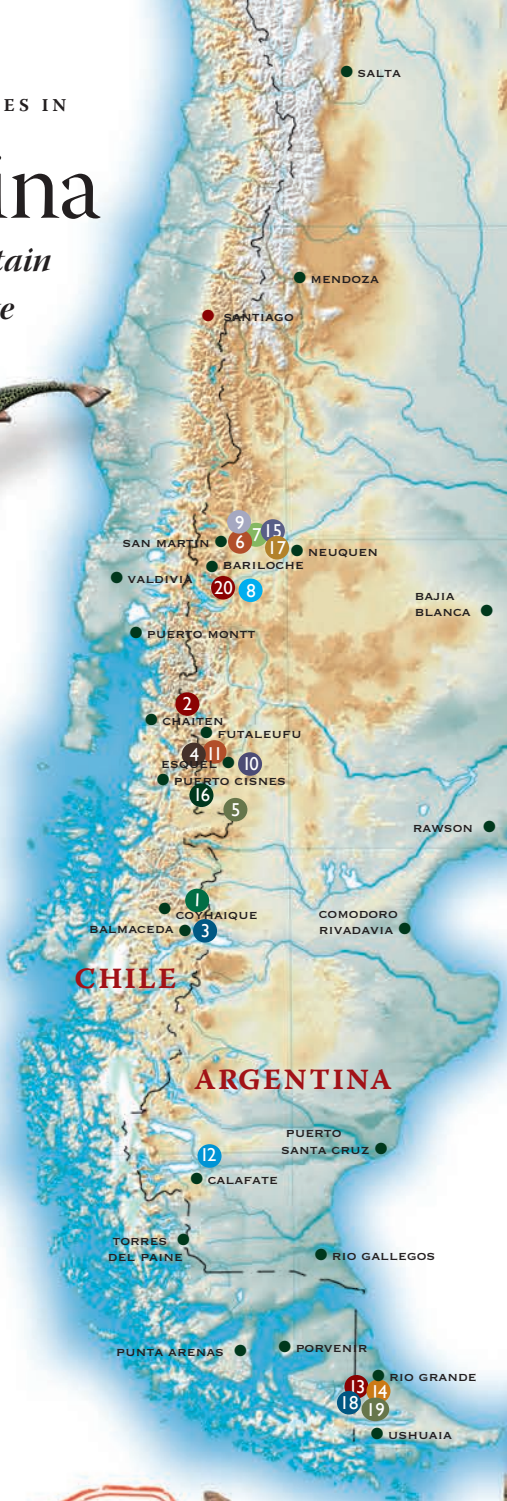 SALTA
ES IN
ina
tain
e
MENDOZA
SANTIAGO
9
7
15
SAN MARTIN
6
17
NEUQUEN
BARILOCHE
VALDIVIA
20
8
BAJIA
BLANCA
PUERTO MONTT
2
CHAITEN
FUTALEUFU
4
11
ESQUEL
10
PUERTO CISNES
16
5
RAWSON
1
COYHAIQUE
COMODORO
RIVADAVIA
BALMACEDA
3
CHILE
ARGENTINA
PUERTO
SANTA CRUZ
12
CALAFATE
TORRES
DEL PAINE
RIO GALLEGOS
PUNTA ARENAS
PORVENIR
RIO GRANDE
13
14
18
19
USHUAIA